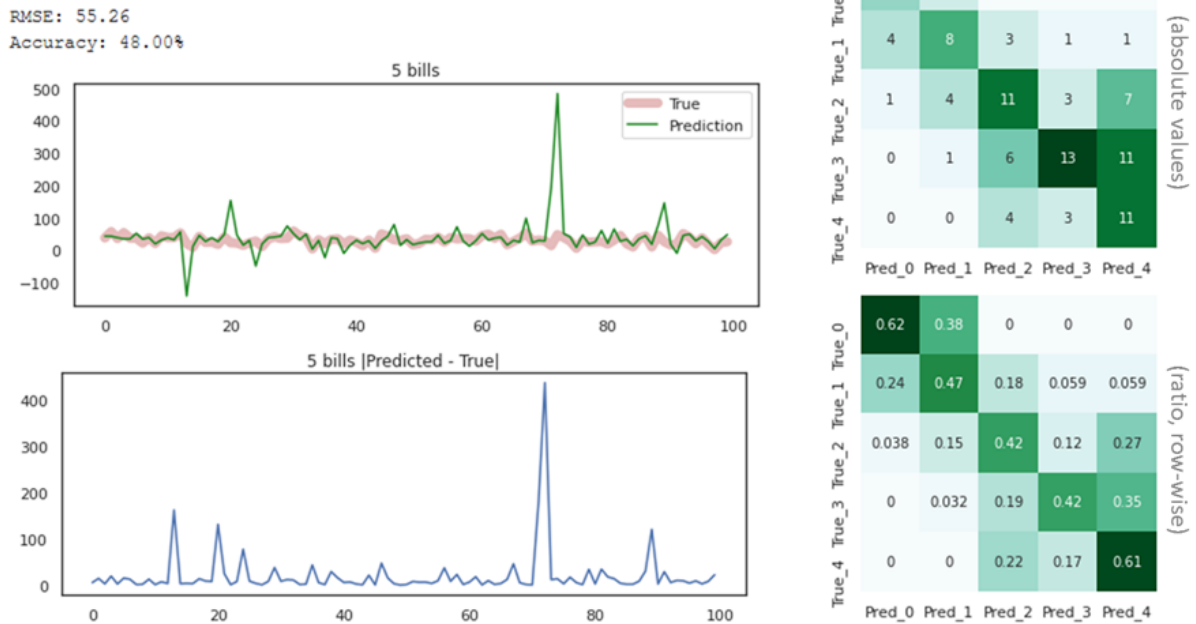 RMSE: 55.26
Accuracy: 48.00%
5 bills
500
400
300
200
100
0
−100
True
Prediction
0 20 40 60 80 100
5 bills |Predicted - True|
400
300
200
100
0
0 20 40 60 80 100
True_1 4 8 3 1 1
True_2 1 4 11 3 7
True_3 0 1 6 13 11
True_4 0 0 4 3 11
Pred_0 Pred_1 Pred_2 Pred_3 Pred_4
(absolute values)
True_0 0.62 0.38 0 0 0
True_1 0.24 0.47 0.18 0.059 0.059
True_2 0.038 0.15 0.42 0.12 0.27
True_3 0 0.032 0.19 0.42 0.35
True_4 0 0 0.22 0.17 0.61
Pred_0 Pred_1 Pred_2 Pred_3 Pred_4
(ratio, row-wise)